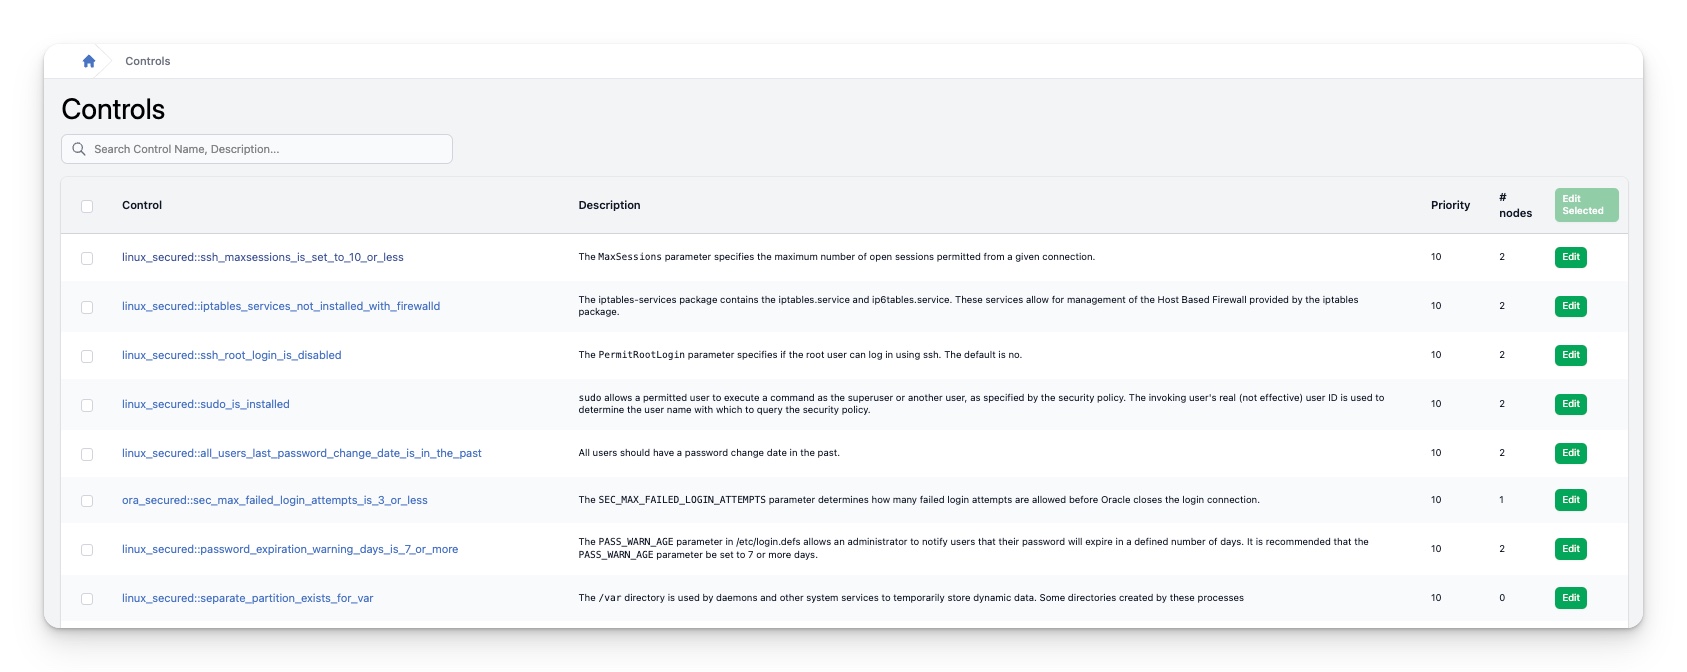 Controls
Controls
Search Control Name, Description...
Control Description Priority # nodes Edit Selected
linux_secured::ssh_maxsessions_is_set_to_10_or_less The MaxSessions parameter specifies the maximum number of open sessions permitted from a given connection. 10 2 Edit
linux_secured::iptables_services_not_installed_with_firewalld The iptables-services package contains the iptables.service and ip6tables.service. These services allow for management of the Host Based Firewall provided by the iptables
package. 10 2 Edit
linux_secured::ssh_root_login_is_disabled The PermitRootLogin parameter specifies if the root user can log in using ssh. The default is no. 10 2 Edit
linux_secured::sudo_is_installed sudo allows a permitted user to execute a command as the superuser or another user, as specified by the security policy. The invoking user's real (not effective) user ID is used to
determine the user name with which to query the security policy. 10 2 Edit
linux_secured::all_users_last_password_change_date_is_in_the_past All users should have a password change date in the past. 10 2 Edit
ora_secured::sec_max_failed_login_attempts_is_3_or_less The SEC_MAX_FAILED_LOGIN_ATTEMPTS parameter determines how many failed login attempts are allowed before Oracle closes the login connection. 10 1 Edit
linux_secured::password_expiration_warning_days_is_7_or_more The PASS_WARN_AGE parameter in /etc/login.defs allows an administrator to notify users that their password will expire in a defined number of days. It is recommended that the
PASS_WARN_AGE parameter be set to 7 or more days. 10 2 Edit
linux_secured::separate_partition_exists_for_var The /var directory is used by daemons and other system services to temporarily store dynamic data. Some directories created by these processes 10 0 Edit